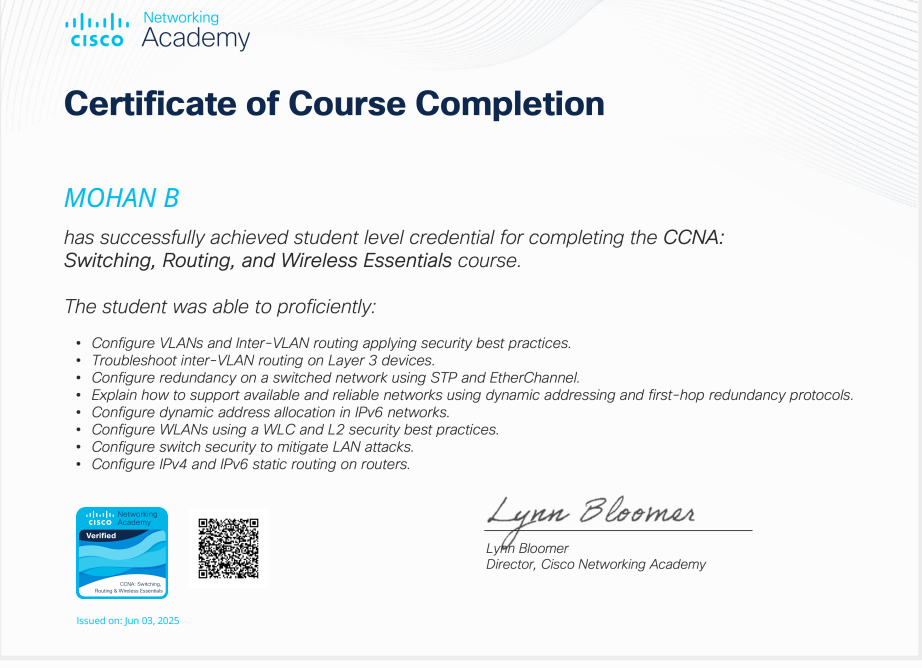 Networking
CISCO Academy
Certificate of Course Completion
MOHAN B
has successfully achieved student level credential for completing the CCNA:
Switching, Routing, and Wireless Essentials course.
The student was able to proficiently:
• Configure VLANs and Inter-VLAN routing applying security best practices.
• Troubleshoot inter-VLAN routing on Layer 3 devices.
• Configure redundancy on a switched network using STP and EtherChannel.
• Explain how to support available and reliable networks using dynamic addressing and first-hop redundancy protocols.
• Configure dynamic address allocation in IPv6 networks.
• Configure WLANs using a WLC and L2 security best practices.
• Configure switch security to mitigate LAN attacks.
• Configure IPv4 and IPv6 static routing on routers.
Networking
CISCO Academy
Verified
CCNA: Switching,
Routing & Wireless Essentials
Lynn Bloomer
Lynn Bloomer
Director, Cisco Networking Academy
Issued on: Jun 03, 2025